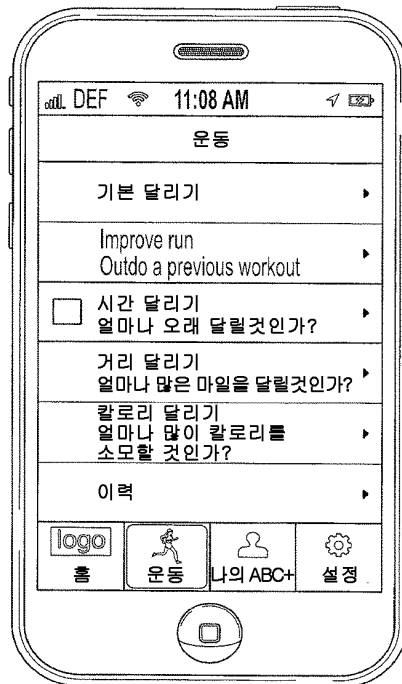 DEF 11:08 AM
운동
기본 달리기
Improve run
Outdo a previous workout
시간 달리기
얼마나 오래 달릴것인가?
거리 달리기
얼마나 많은 마일을 달릴것인가?
칼로리 달리기
얼마나 많이 칼로리를
소모할 것인가?
이력
logo
홈
운동
나의 ABC+
설정